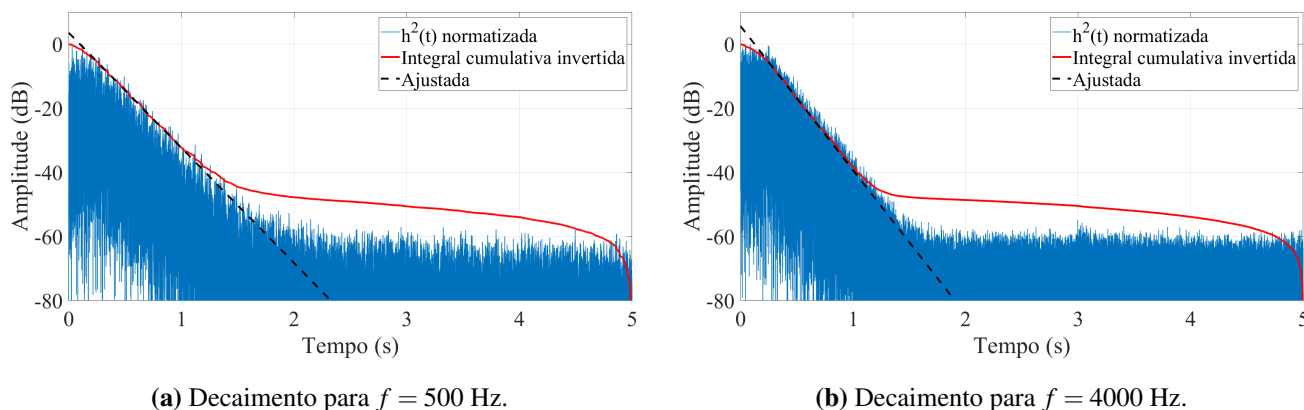 h²(t) normatizada
Integral cumulativa invertida
Ajustada
Amplitude (dB)
0
-20
-40
-60
-80
0 1 2 3 4 5
Tempo (s)
(a) Decaimento para f = 500 Hz.
h²(t) normatizada
Integral cumulativa invertida
Ajustada
Amplitude (dB)
0
-20
-40
-60
-80
0 1 2 3 4 5
Tempo (s)
(b) Decaimento para f = 4000 Hz.